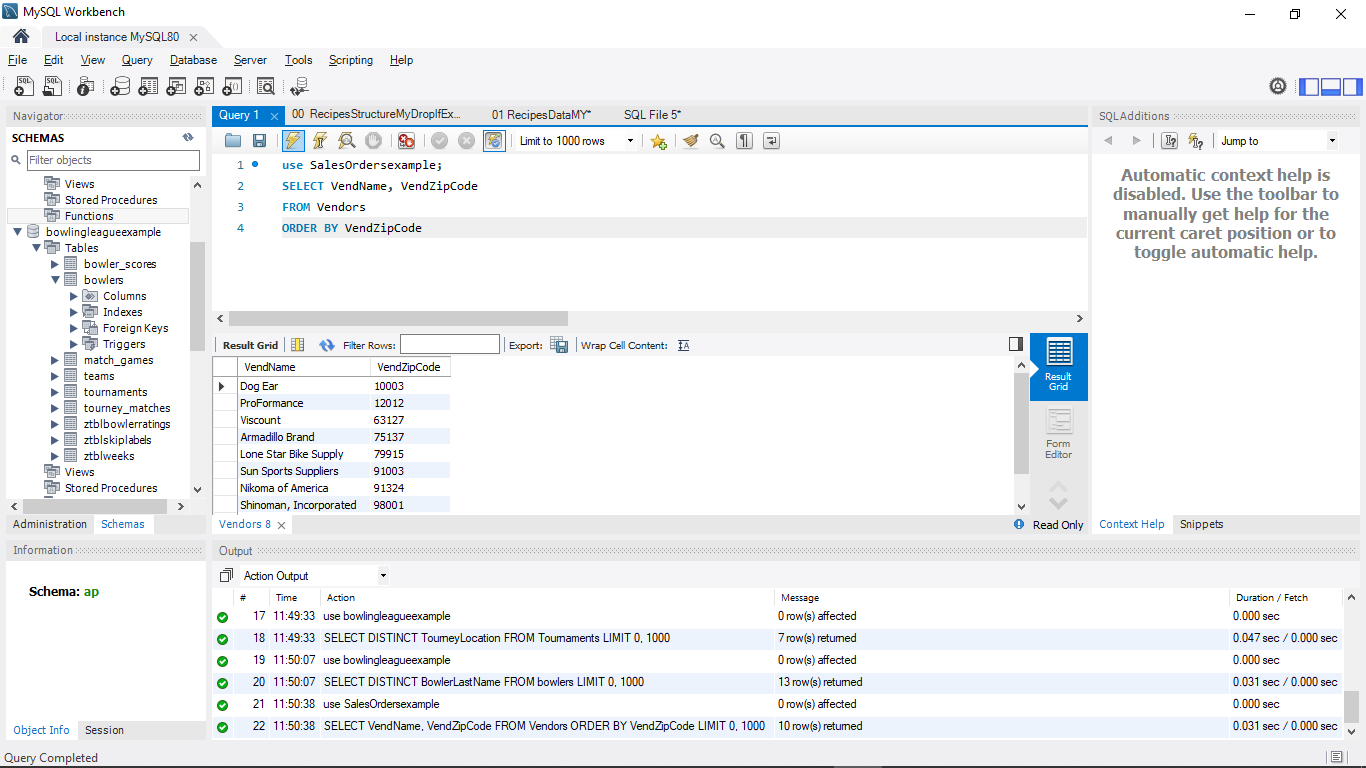 MySQL Workbench
Local instance MySQL80
File Edit View Query Database Server Tools Scripting Help
Navigator
SCHEMAS
Filter objects
Views
Stored Procedures
Functions
bowlingleagueexample
Tables
bowler_scores
bowlers
Columns
Indexes
Foreign Keys
Triggers
match_games
teams
tournaments
tourney_matches
ztblbowlerratings
ztblskiplabels
ztblweeks
Views
Stored Procedures
Administration Schemas
Information
Schema: ap
Object Info Session
Query 1 00 RecipesStructureMyDropIfEx... 01 RecipesDataMY* SQL File 5*
Limit to 1000 rows
1 use SalesOrdersexample;
2 SELECT VendName, VendZipCode
3 FROM Vendors
4 ORDER BY VendZipCode
Result Grid Filter Rows: Export: Wrap Cell Content:
VendName VendZipCode
Dog Ear 10003
ProFormance 12012
Viscount 63127
Armadillo Brand 75137
Lone Star Bike Supply 79915
Sun Sports Suppliers 91003
Nikoma of America 91324
Shinoman, Incorporated 98001
Result
Grid
Form
Editor
Vendors 8 Read Only
SQLAdditions
Jump to
Automatic context help is
disabled. Use the toolbar to
manually get help for the
current caret position or to
toggle automatic help.
Context Help Snippets
Output
Action Output
# Time Action Message Duration / Fetch
17 11:49:33 use bowlingleagueexample 0 row(s) affected 0.000 sec
18 11:49:33 SELECT DISTINCT TourneyLocation FROM Tournaments LIMIT 0, 1000 7 row(s) returned 0.047 sec / 0.000 sec
19 11:50:07 use bowlingleagueexample 0 row(s) affected 0.000 sec
20 11:50:07 SELECT DISTINCT BowlerLastName FROM bowlers LIMIT 0, 1000 13 row(s) returned 0.031 sec / 0.000 sec
21 11:50:38 use SalesOrdersexample 0 row(s) affected 0.000 sec
22 11:50:38 SELECT VendName, VendZipCode FROM Vendors ORDER BY VendZipCode LIMIT 0, 1000 10 row(s) returned 0.031 sec / 0.000 sec
Query Completed